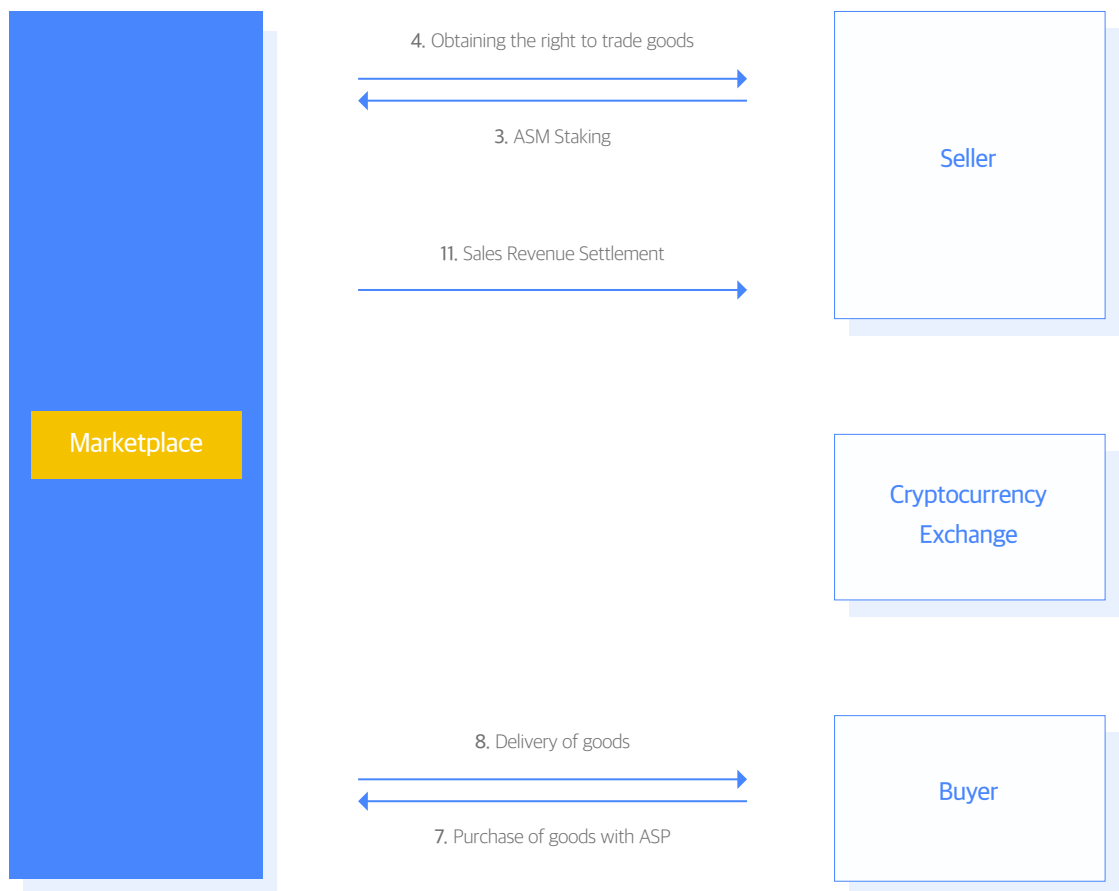 4. Obtaining the right to trade goods
3. ASM Staking
Seller
11. Sales Revenue Settlement
Marketplace
Cryptocurrency
Exchange
8. Delivery of goods
Buyer
7. Purchase of goods with ASP